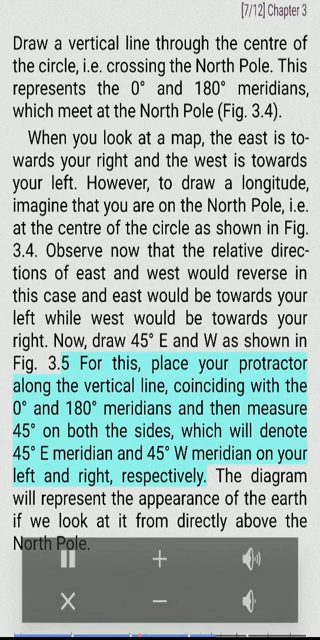 [7/12] Chapter 3
Draw a vertical line through the centre of
the circle, i.e. crossing the North Pole. This
represents the 0° and 180° meridians,
which meet at the North Pole (Fig. 3.4).
When you look at a map, the east is to-
wards your right and the west is towards
your left. However, to draw a longitude,
imagine that you are on the North Pole, i.e.
at the centre of the circle as shown in Fig.
3.4. Observe now that the relative direc-
tions of east and west would reverse in
this case and east would be towards your
left while west would be towards your
right. Now, draw 45° E and W as shown in
Fig. 3.5 For this, place your protractor
along the vertical line, coinciding with the
0° and 180° meridians and then measure
45° on both the sides, which will denote
45° E meridian and 45° W meridian on your
left and right, respectively. The diagram
will represent the appearance of the earth
if we look at it from directly above the
North Pole.